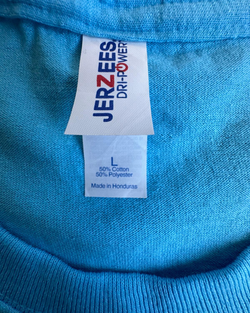 JERZEES
DRI-POWER
L
50% Cotton
50% Polyester
Made in Honduras